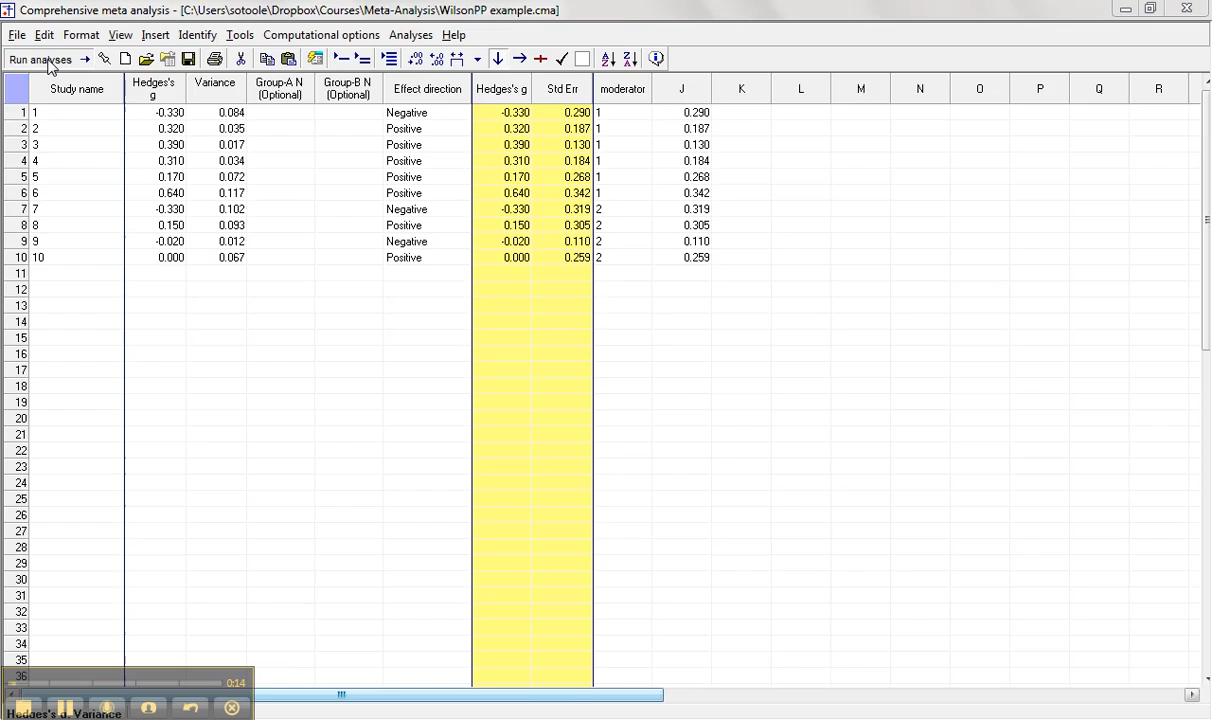 Comprehensive meta analysis - [C:\Users\sotoole\Dropbox\Courses\Meta-Analysis\WilsonPP example.cma]
File Edit Format View Insert Identify Tools Computational options Analyses Help
Run analyses
Study name Hedges's g Variance Group-A N (Optional) Group-B N (Optional) Effect direction Hedges's g Std Err moderator J K L M N O P Q R
1 1 -0.330 0.084 Negative -0.330 0.290 1 0.290
2 2 0.320 0.035 Positive 0.320 0.187 1 0.187
3 3 0.390 0.017 Positive 0.390 0.130 1 0.130
4 4 0.310 0.034 Positive 0.310 0.184 1 0.184
5 5 0.170 0.072 Positive 0.170 0.268 1 0.268
6 6 0.640 0.117 Positive 0.640 0.342 1 0.342
7 7 -0.330 0.102 Negative -0.330 0.319 2 0.319
8 8 0.150 0.093 Positive 0.150 0.305 2 0.305
9 9 -0.020 0.012 Negative -0.020 0.110 2 0.110
10 10 0.000 0.067 Positive 0.000 0.259 2 0.259
11
12
13
14
15
16
17
18
19
20
21
22
23
24
25
26
27
28
29
30
31
32
33
34
35
36
0:14
Hedges's g, Variance